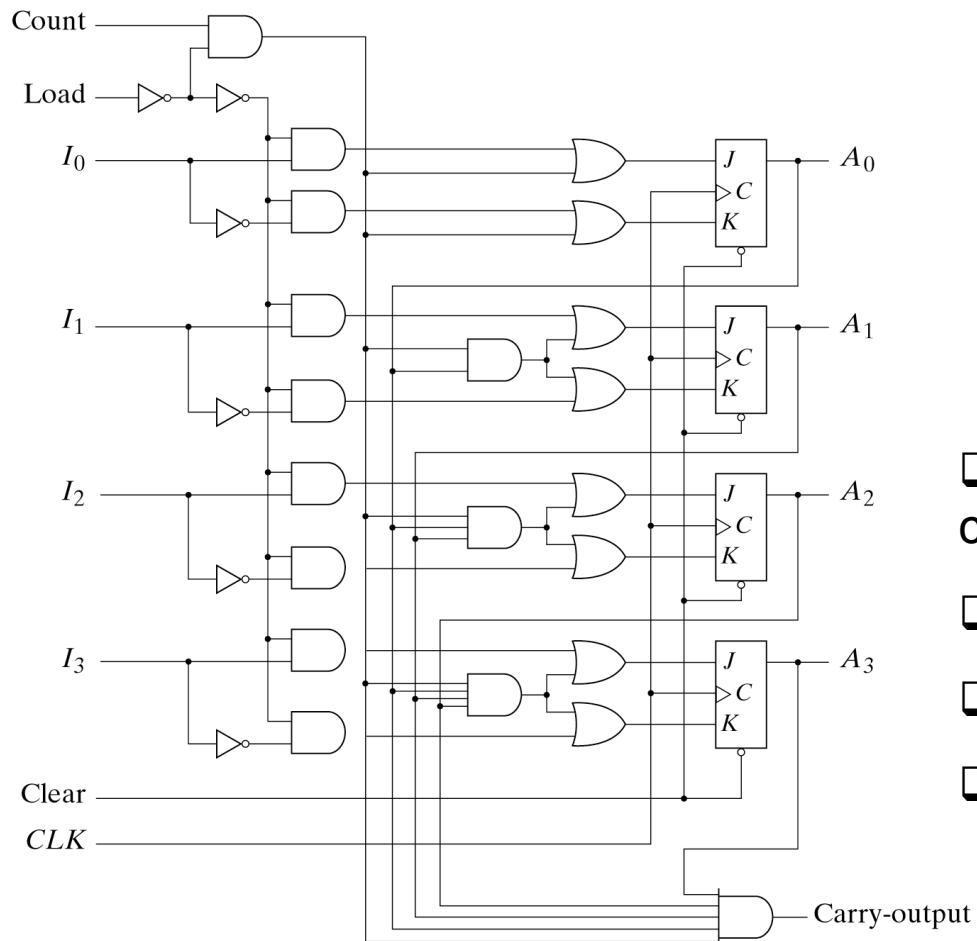 Count
Load
I₀
J
A₀
C
K
I₁
J
A₁
C
K
I₂
J
A₂
C
K
I₃
J
A₃
C
K
Clear
CLK
Carry-output